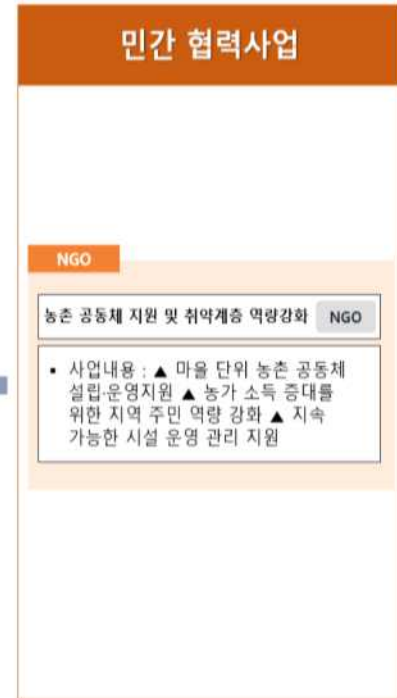 민간 협력사업
NGO
농촌 공동체 지원 및 취약계층 역량강화 NGO
▪ 사업내용 : ▲ 마을 단위 농촌 공동체
설립·운영지원 ▲ 농가 소득 증대를
위한 지역 주민 역량 강화 ▲ 지속
가능한 시설 운영 관리 지원